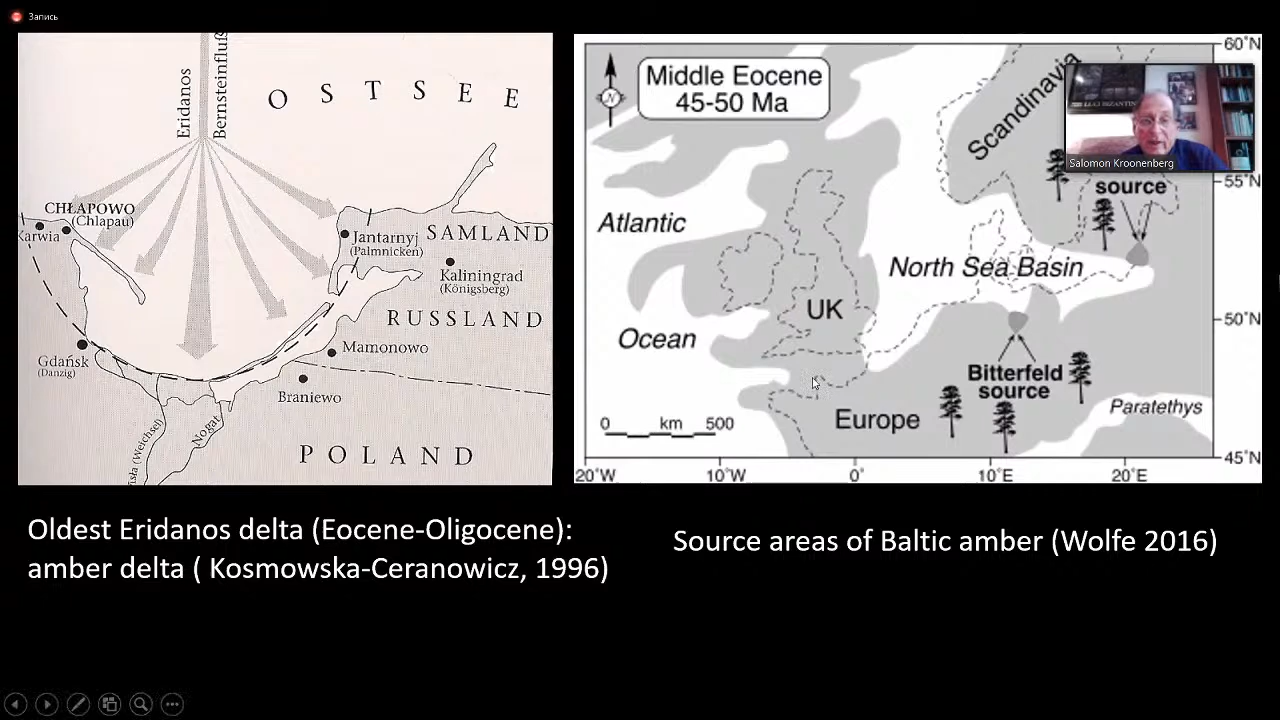 Запись
Eridanos
Bernsteinfluß
OSTSEE
CHŁAPOWO
(Chlapau)
Karwia
Jantarnyj
(Palmnicken)
SAMLAND
Kaliningrad
(Königsberg)
RUSSLAND
Gdańsk
(Danzig)
Mamonowo
Braniewo
(Weichsel)
Nogat
POLAND
Middle Eocene
45-50 Ma
N
60°N
Scandinavia
LUCI BIZANTIN
Salomon Kroonenberg
source
55°N
Atlantic
North Sea Basin
UK
50°N
Ocean
Bitterfeld
source
Europe
Paratethys
0 km 500
45°N
20°W 10°W 0° 10°E 20°E
Oldest Eridanos delta (Eocene-Oligocene):
amber delta ( Kosmowska-Ceranowicz, 1996)
Source areas of Baltic amber (Wolfe 2016)